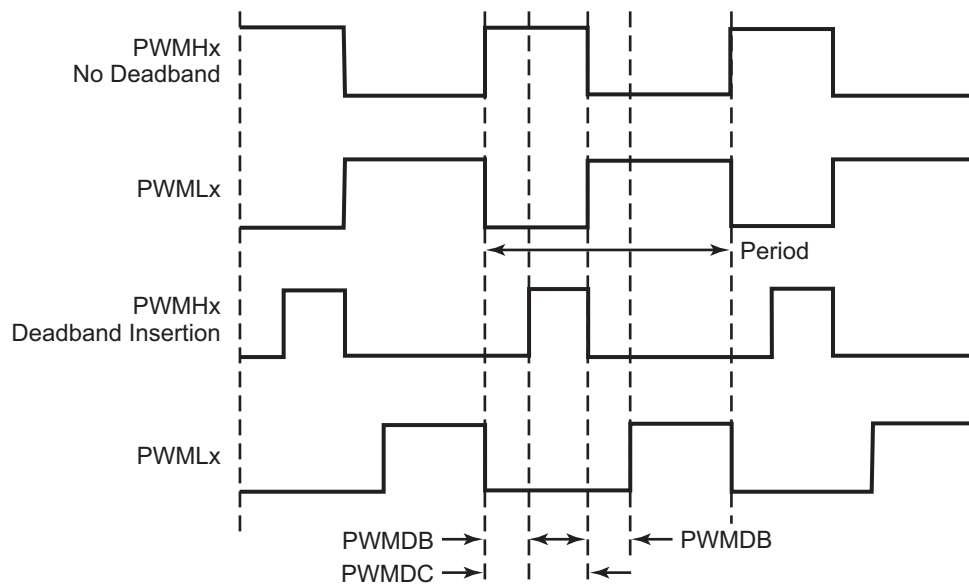 PWMHx
No Deadband
PWMLx
Period
PWMHx
Deadband Insertion
PWMLx
PWMDB
PWMDB
PWMDC